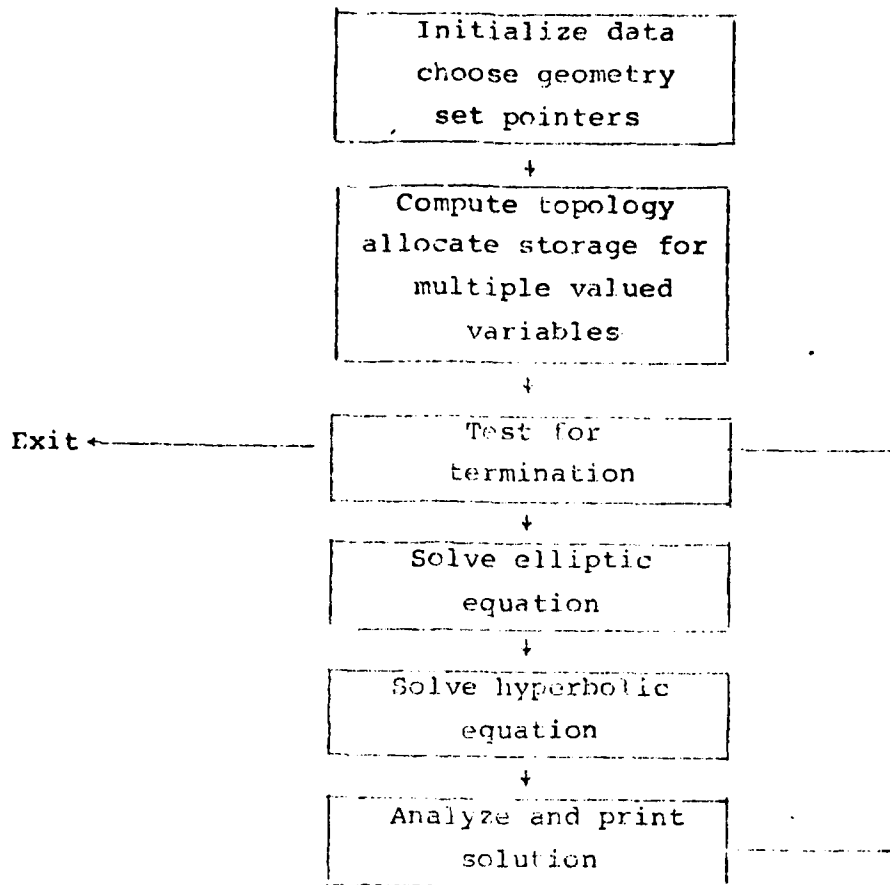 Initialize data
choose geometry
set pointers
Compute topology
allocate storage for
multiple valued
variables
Exit
Test for
termination
Solve elliptic
equation
Solve hyperbolic
equation
Analyze and print
solution